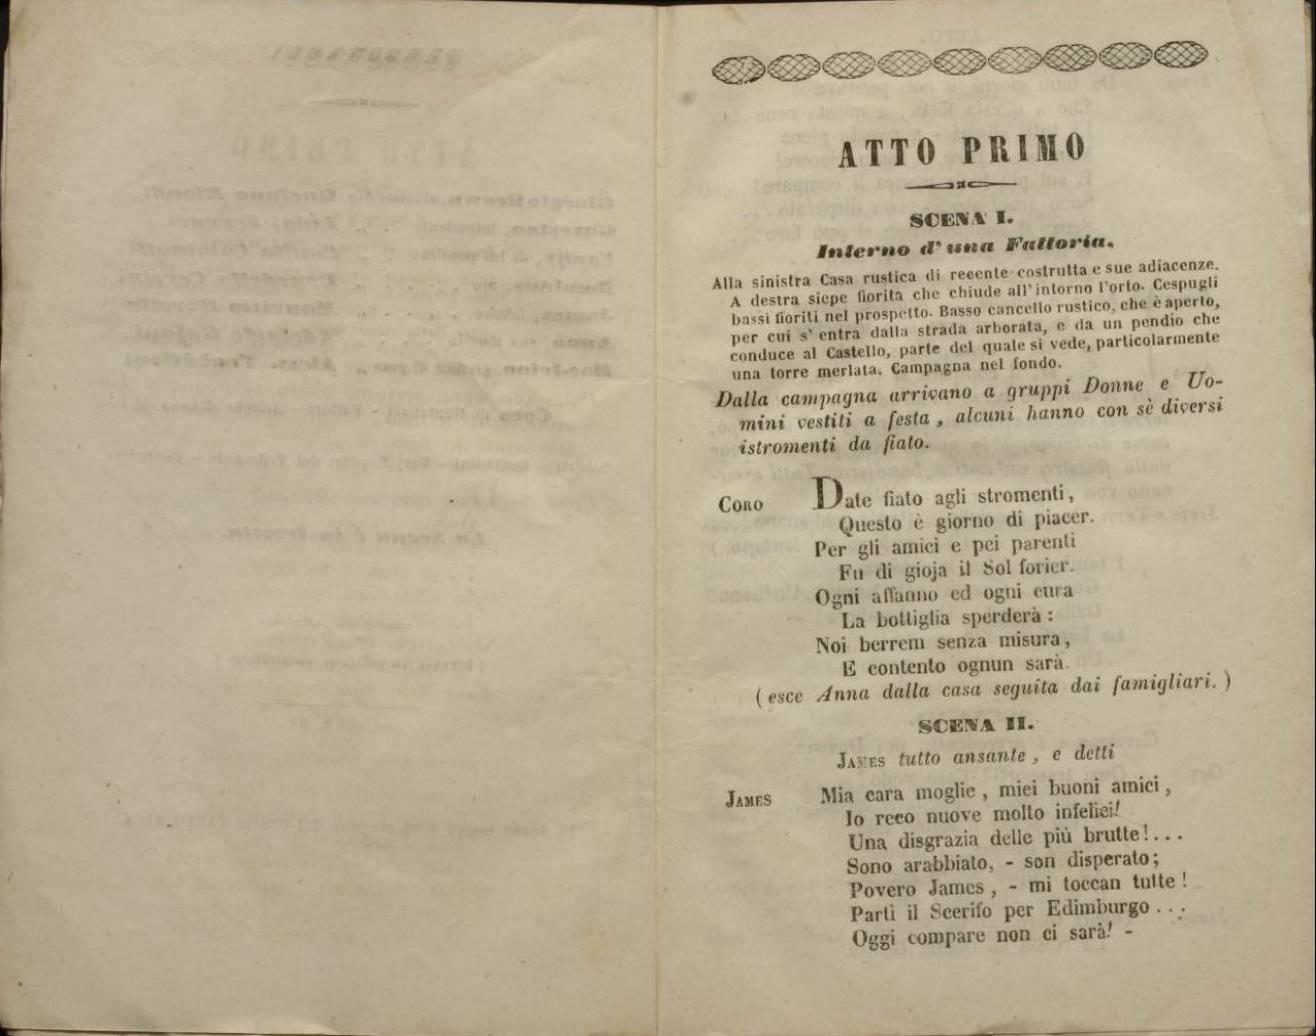 ATTO PRIMO
SCENA I.
Interno d'una Fattoria.
Alla sinistra Casa rustica di recente costrutta e sue adiacenze.
A destra siepe fiorita che chiude all'intorno l'orto. Cespugli
bassi fioriti nel prospetto. Basso cancello rustico, che è aperto,
per cui s'entra dalla strada arborata, e da un pendio che
conduce al Castello, parte del quale si vede, particolarmente
una torre merlata. Campagna nel fondo.
Dalla campagna arrivano a gruppi Donne e Uo-
mini vestiti a festa, alcuni hanno con sè diversi
istromenti da fiato.
CORO Date fiato agli stromenti,
Questo è giorno di piacer.
Per gli amici e pei parenti
Fu di gioja il Sol forier.
Ogni affanno ed ogni cura
La bottiglia sperderà:
Noi berrem senza misura,
E contento ognun sarà.
(esce Anna dalla casa seguita dai famigliari.)
SCENA II.
JAMES tutto ansante, e detti
JAMES Mia cara moglie, miei buoni amici,
Io reco nuove molto infelici!
Una disgrazia delle più brutte!...
Sono arabbiato, - son disperato;
Povero James, - mi toccan tutte!
Partì il Scerifo per Edimburgo...
Oggi compare non ci sarà! -